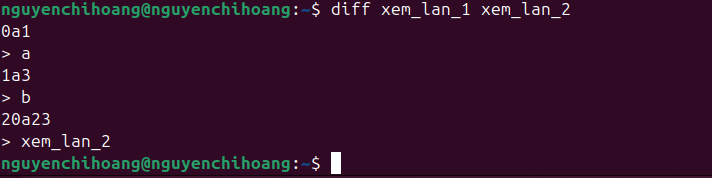 nguyenchihoang@nguyenchihoang:~$ diff xem_lan_1 xem_lan_2
0a1
> a
1a3
> b
20a23
> xem_lan_2
nguyenchihoang@nguyenchihoang:~$